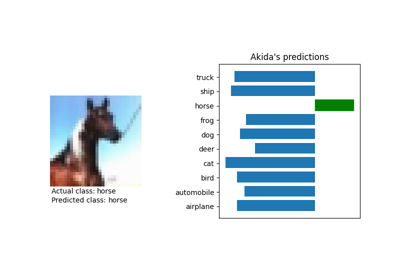 Akida's predictions
truck
ship
horse
frog
dog
deer
cat
bird
automobile
airplane
Actual class: horse
Predicted class: horse